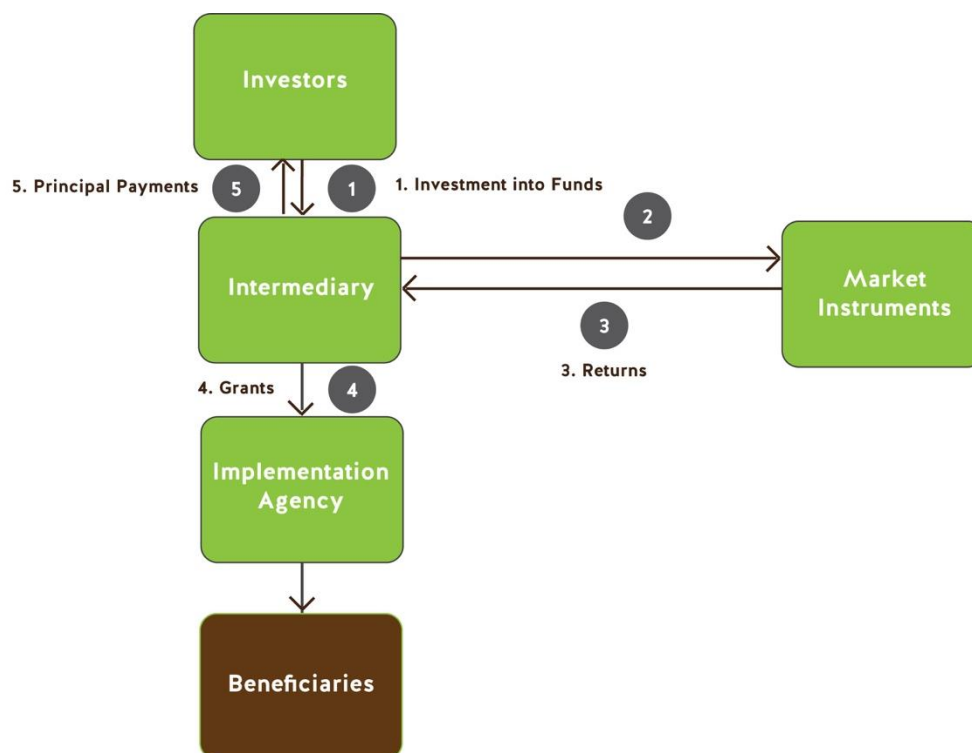 Investors
5. Principal Payments
5
1
1. Investment into Funds
2
Intermediary
Market
Instruments
3
3. Returns
4. Grants
4
Implementation
Agency
Beneficiaries